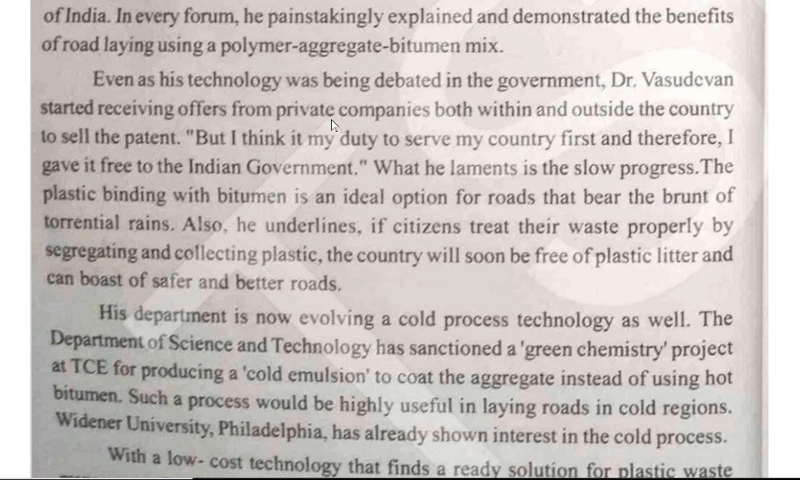 of India. In every forum, he painstakingly explained and demonstrated the benefits
of road laying using a polymer-aggregate-bitumen mix.
Even as his technology was being debated in the government, Dr. Vasudevan
started receiving offers from private companies both within and outside the country
to sell the patent. "But I think it my duty to serve my country first and therefore, I
gave it free to the Indian Government." What he laments is the slow progress.The
plastic binding with bitumen is an ideal option for roads that bear the brunt of
torrential rains. Also, he underlines, if citizens treat their waste properly by
segregating and collecting plastic, the country will soon be free of plastic litter and
can boast of safer and better roads.
His department is now evolving a cold process technology as well. The
Department of Science and Technology has sanctioned a 'green chemistry' project
at TCE for producing a 'cold emulsion' to coat the aggregate instead of using hot
bitumen. Such a process would be highly useful in laying roads in cold regions.
Widener University, Philadelphia, has already shown interest in the cold process.
With a low- cost technology that finds a ready solution for plastic waste